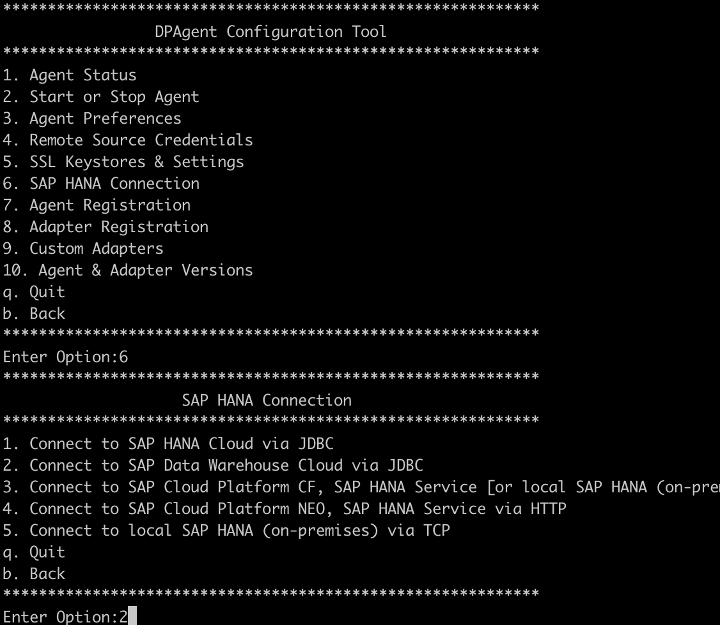 ************************************************************
DPAgent Configuration Tool
************************************************************
1. Agent Status
2. Start or Stop Agent
3. Agent Preferences
4. Remote Source Credentials
5. SSL Keystores & Settings
6. SAP HANA Connection
7. Agent Registration
8. Adapter Registration
9. Custom Adapters
10. Agent & Adapter Versions
q. Quit
b. Back
************************************************************
Enter Option:6
************************************************************
SAP HANA Connection
************************************************************
1. Connect to SAP HANA Cloud via JDBC
2. Connect to SAP Data Warehouse Cloud via JDBC
3. Connect to SAP Cloud Platform CF, SAP HANA Service [or local SAP HANA (on-pre
4. Connect to SAP Cloud Platform NEO, SAP HANA Service via HTTP
5. Connect to local SAP HANA (on-premises) via TCP
q. Quit
b. Back
************************************************************
Enter Option:2